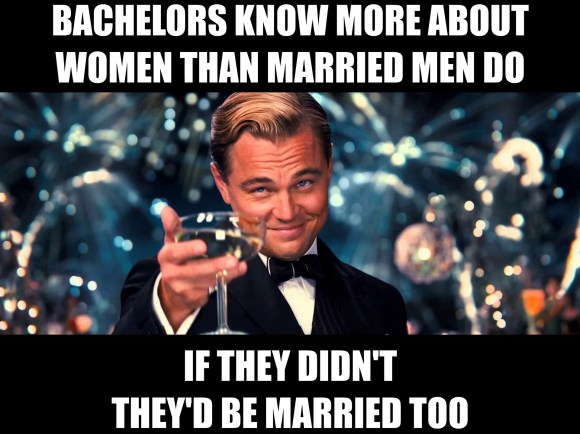 BACHELORS KNOW MORE ABOUT
WOMEN THAN MARRIED MEN DO
IF THEY DIDN'T
THEY'D BE MARRIED TOO